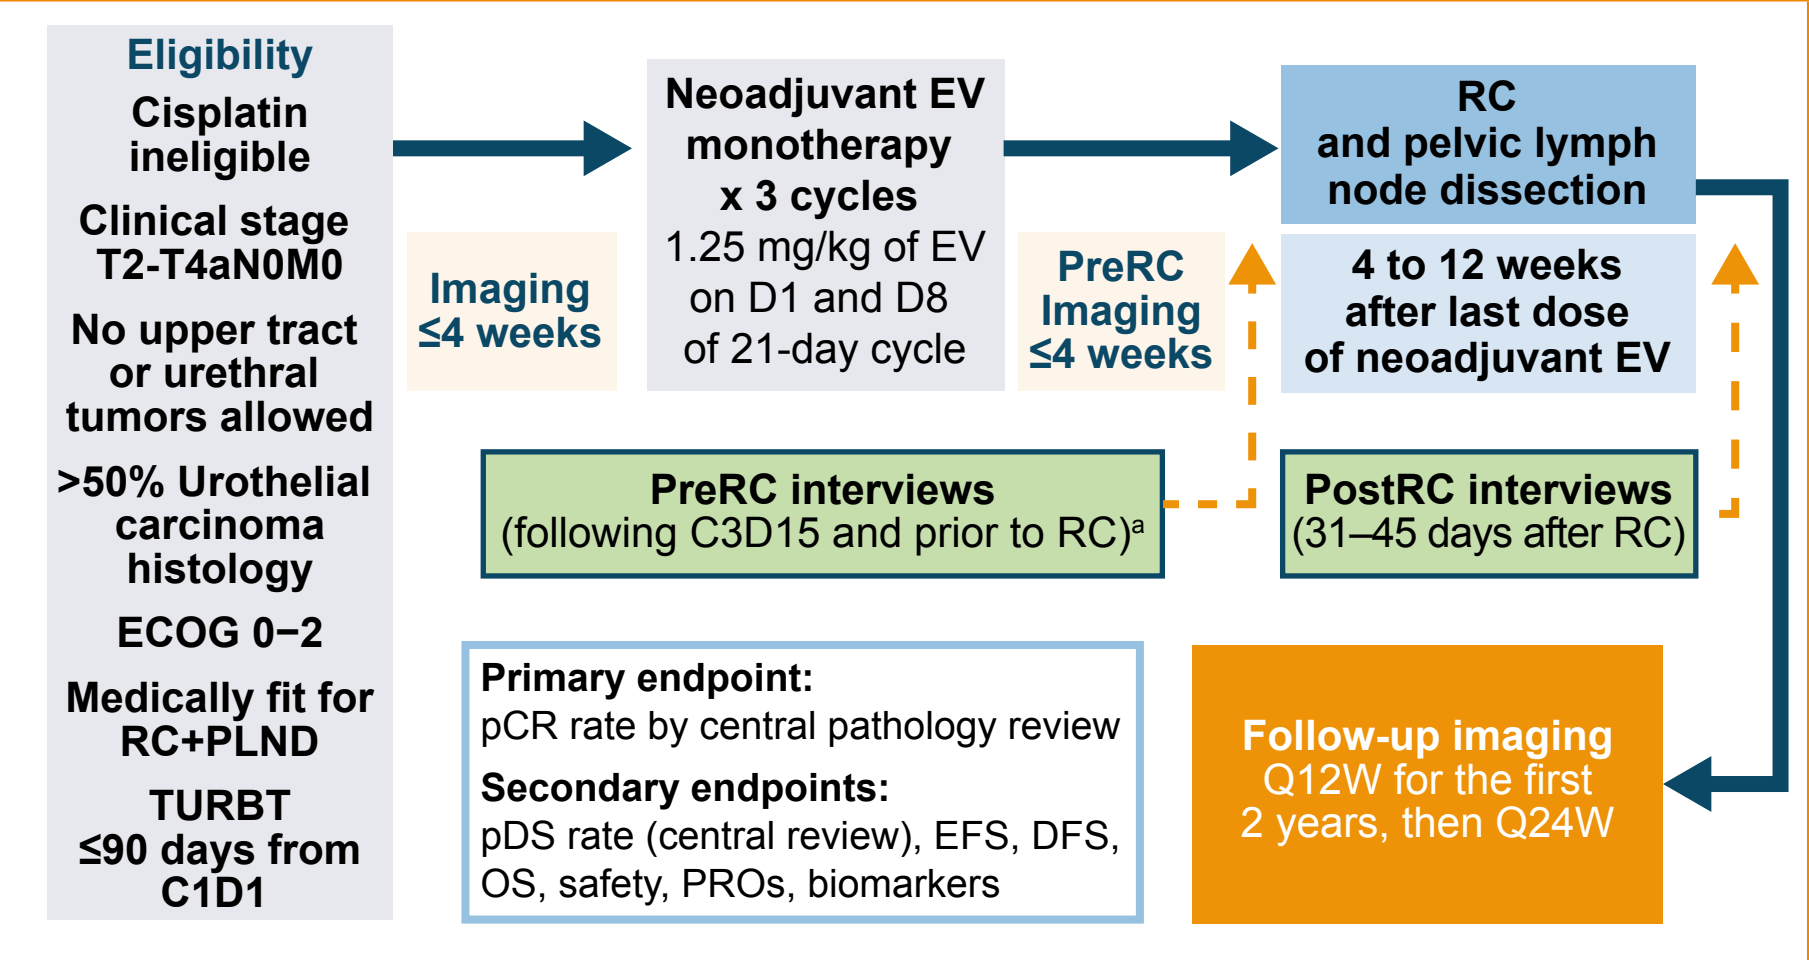 Eligibility
Cisplatin
ineligible
Clinical stage
T2-T4aN0M0
No upper tract
or urethral
tumors allowed
>50% Urothelial
carcinoma
histology
ECOG 0−2
Medically fit for
RC+PLND
TURBT
≤90 days from
C1D1
Imaging
≤4 weeks
Neoadjuvant EV
monotherapy
x 3 cycles
1.25 mg/kg of EV
on D1 and D8
of 21-day cycle
PreRC
Imaging
≤4 weeks
RC
and pelvic lymph
node dissection
4 to 12 weeks
after last dose
of neoadjuvant EV
PreRC interviews
(following C3D15 and prior to RC)ᵃ
PostRC interviews
(31–45 days after RC)
Primary endpoint:
pCR rate by central pathology review
Secondary endpoints:
pDS rate (central review), EFS, DFS,
OS, safety, PROs, biomarkers
Follow-up imaging
Q12W for the first
2 years, then Q24W